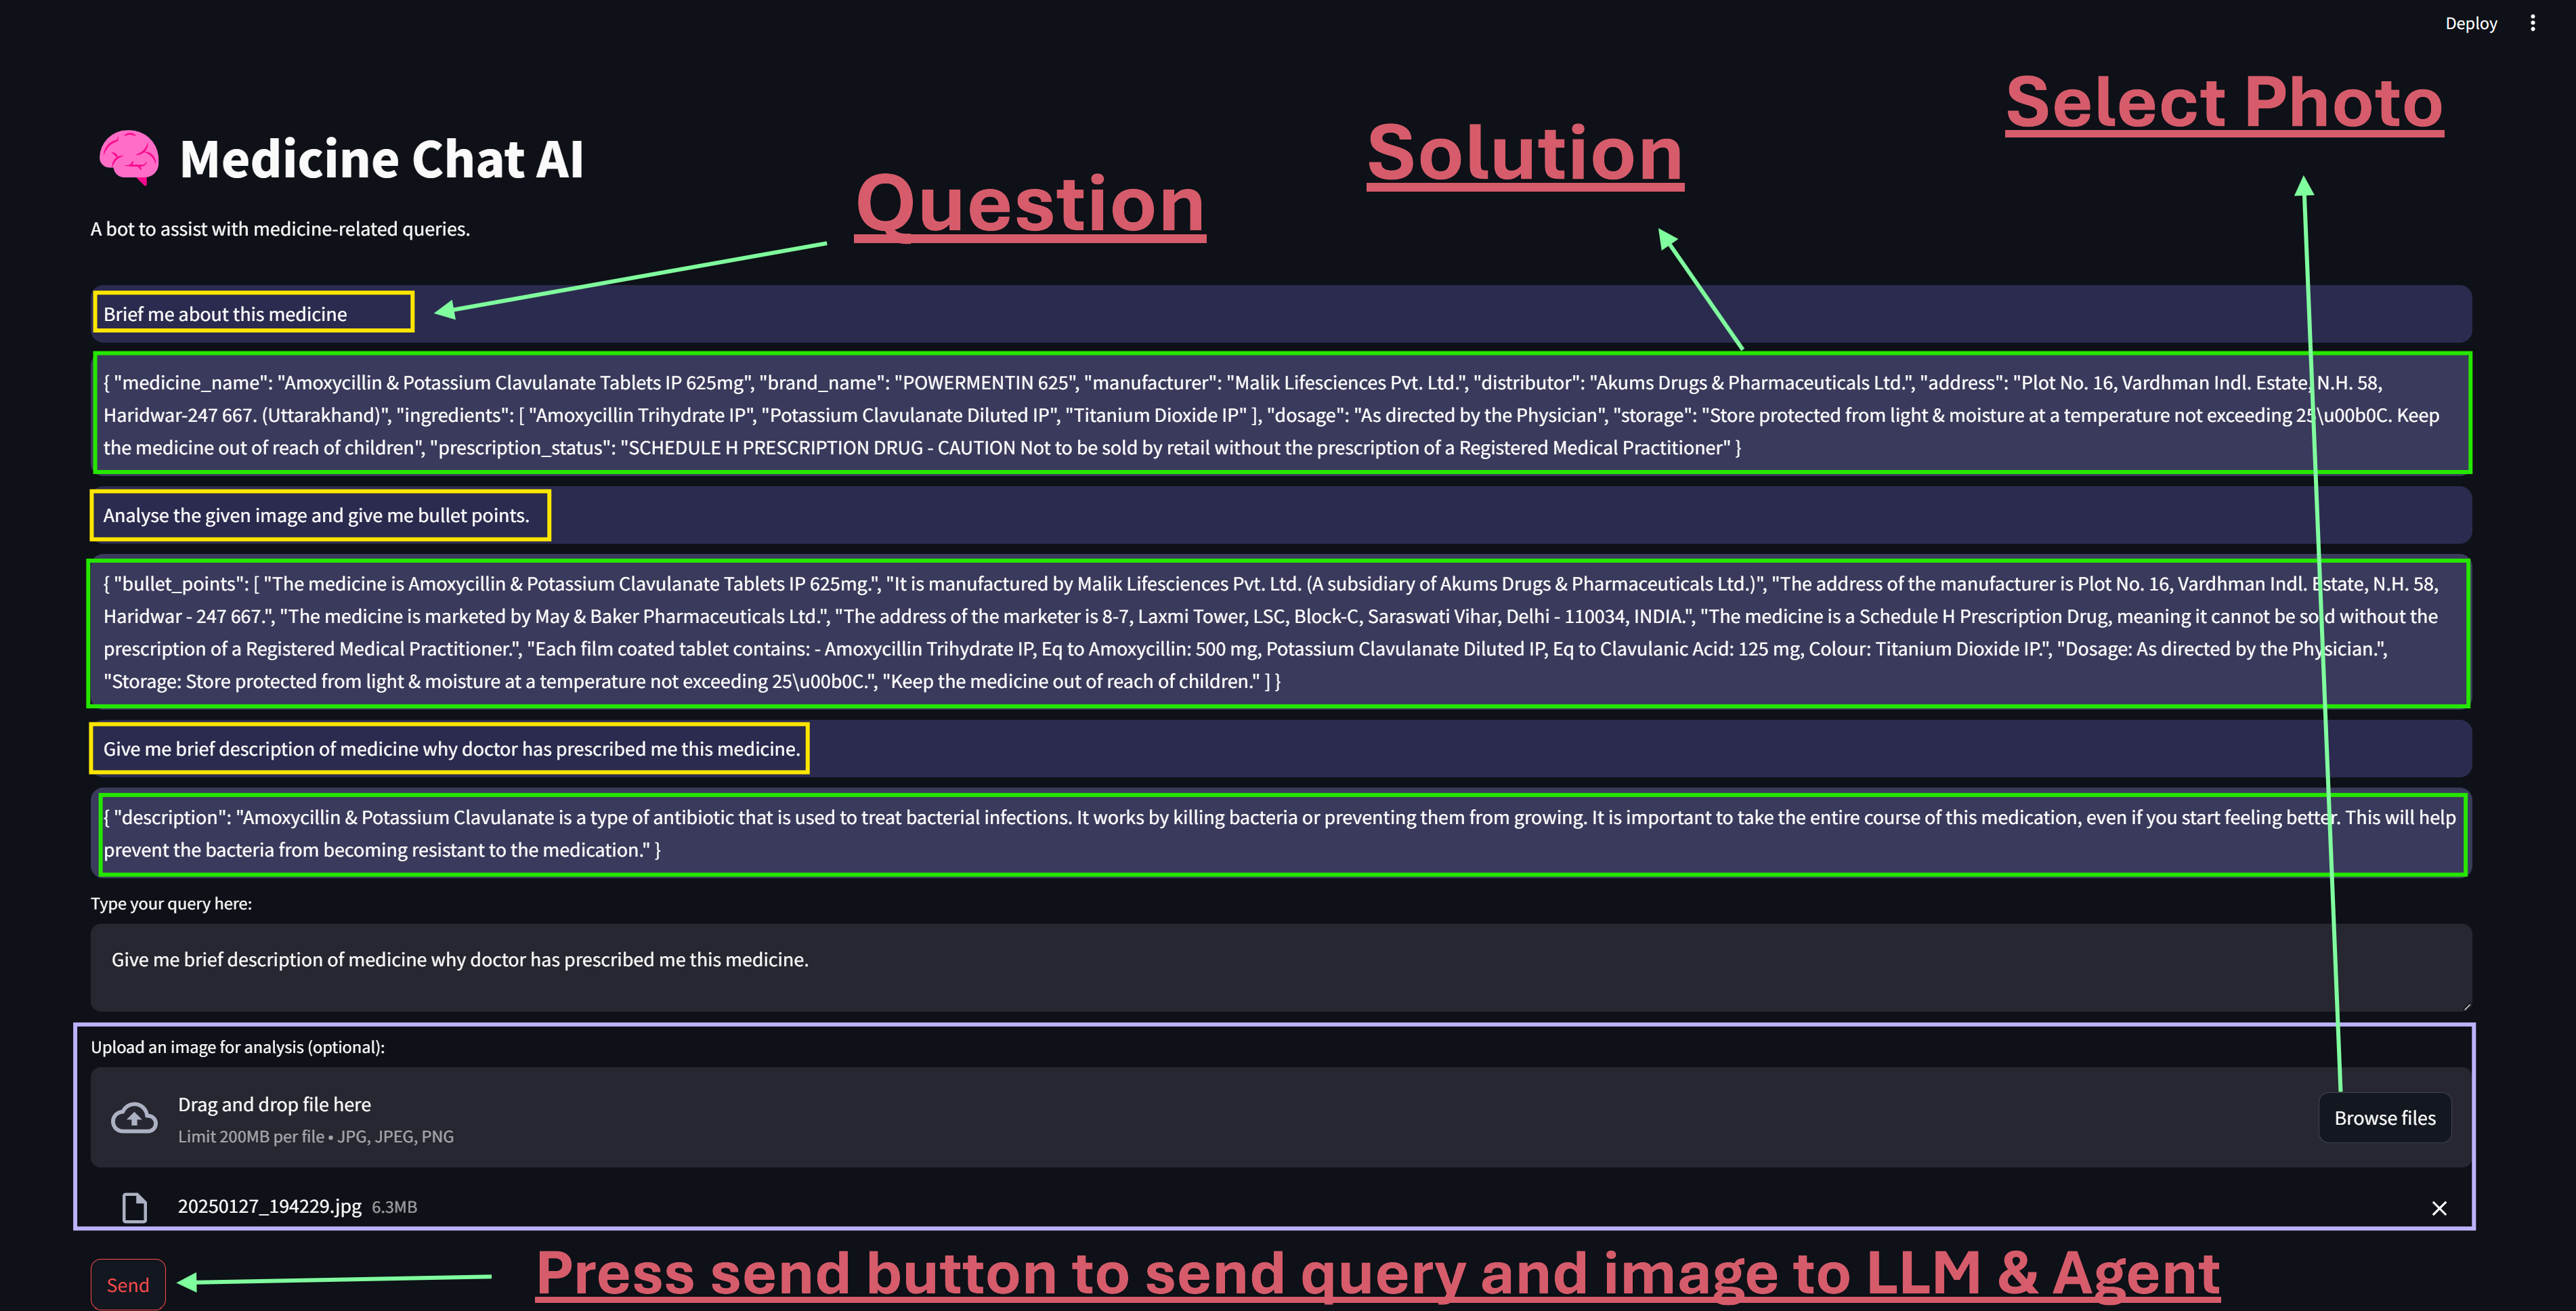 Deploy
Select Photo
Solution
Medicine Chat AI
Question
A bot to assist with medicine-related queries.
Brief me about this medicine
{ "medicine_name": "Amoxycillin & Potassium Clavulanate Tablets IP 625mg", "brand_name": "POWERMENTIN 625", "manufacturer": "Malik Lifesciences Pvt. Ltd.", "distributor": "Akums Drugs & Pharmaceuticals Ltd.", "address": "Plot No. 16, Vardhman Indl. Estate, N.H. 58,
Haridwar-247 667. (Uttarakhand)", "ingredients": [ "Amoxycillin Trihydrate IP", "Potassium Clavulanate Diluted IP", "Titanium Dioxide IP" ], "dosage": "As directed by the Physician", "storage": "Store protected from light & moisture at a temperature not exceeding 25\u00b0C. Keep
the medicine out of reach of children", "prescription_status": "SCHEDULE H PRESCRIPTION DRUG - CAUTION Not to be sold by retail without the prescription of a Registered Medical Practitioner" }
Analyse the given image and give me bullet points.
{ "bullet_points": [ "The medicine is Amoxycillin & Potassium Clavulanate Tablets IP 625mg.", "It is manufactured by Malik Lifesciences Pvt. Ltd. (A subsidiary of Akums Drugs & Pharmaceuticals Ltd.)", "The address of the manufacturer is Plot No. 16, Vardhman Indl. Estate, N.H. 58,
Haridwar - 247 667.", "The medicine is marketed by May & Baker Pharmaceuticals Ltd.", "The address of the marketer is 8-7, Laxmi Tower, LSC, Block-C, Saraswati Vihar, Delhi - 110034, INDIA.", "The medicine is a Schedule H Prescription Drug, meaning it cannot be sold without the
prescription of a Registered Medical Practitioner.", "Each film coated tablet contains: - Amoxycillin Trihydrate IP, Eq to Amoxycillin: 500 mg, Potassium Clavulanate Diluted IP, Eq to Clavulanic Acid: 125 mg, Colour: Titanium Dioxide IP.", "Dosage: As directed by the Physician.",
"Storage: Store protected from light & moisture at a temperature not exceeding 25\u00b0C.", "Keep the medicine out of reach of children." ] }
Give me brief description of medicine why doctor has prescribed me this medicine.
{ "description": "Amoxycillin & Potassium Clavulanate is a type of antibiotic that is used to treat bacterial infections. It works by killing bacteria or preventing them from growing. It is important to take the entire course of this medication, even if you start feeling better. This will help
prevent the bacteria from becoming resistant to the medication." }
Type your query here:
Give me brief description of medicine why doctor has prescribed me this medicine.
Upload an image for analysis (optional):
Drag and drop file here
Limit 200MB per file • JPG, JPEG, PNG
Browse files
20250127_194229.jpg 6.3MB
Send
Press send button to send query and image to LLM & Agent